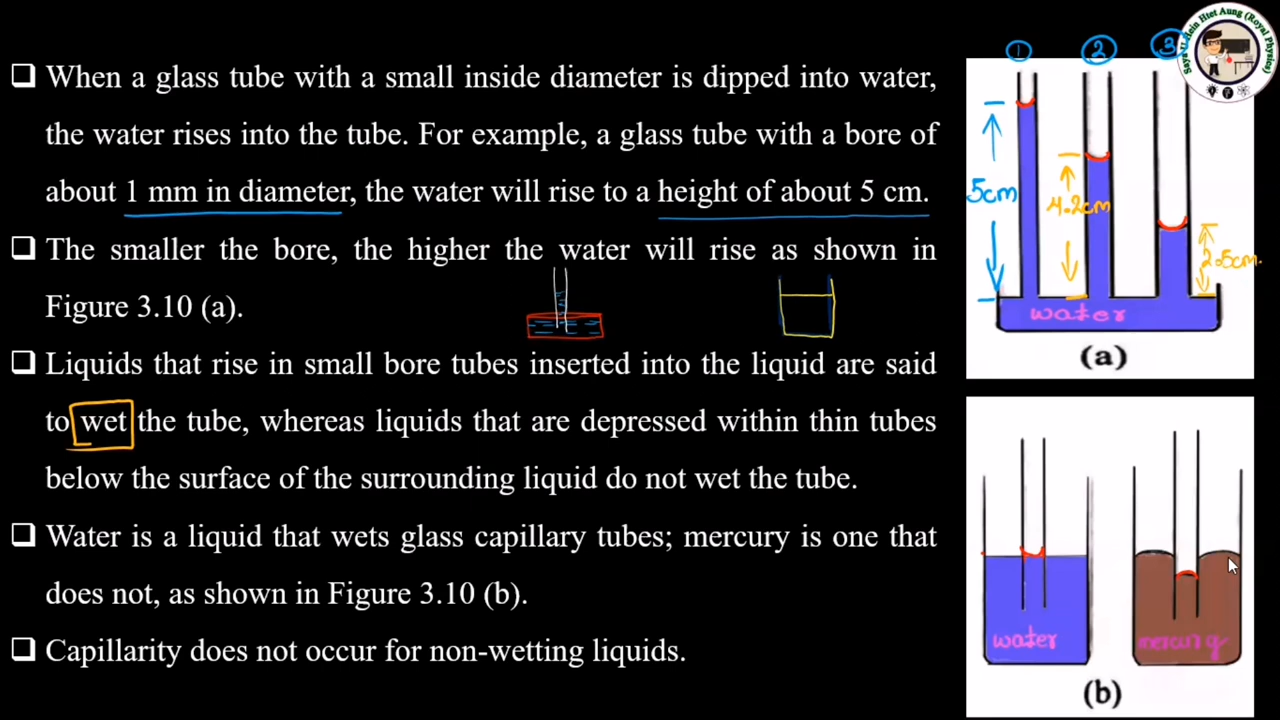 When a glass tube with a small inside diameter is dipped into water,
the water rises into the tube. For example, a glass tube with a bore of
about 1 mm in diameter, the water will rise to a height of about 5 cm.
The smaller the bore, the higher the water will rise as shown in
Figure 3.10 (a).
Liquids that rise in small bore tubes inserted into the liquid are said
to wet the tube, whereas liquids that are depressed within thin tubes
below the surface of the surrounding liquid do not wet the tube.
Water is a liquid that wets glass capillary tubes; mercury is one that
does not, as shown in Figure 3.10 (b).
Capillarity does not occur for non-wetting liquids.
1 2 3
Hein Htet Aung (Royal Physics)
5cm
4.2cm
2.5cm.
water
(a)
water
mercury
(b)